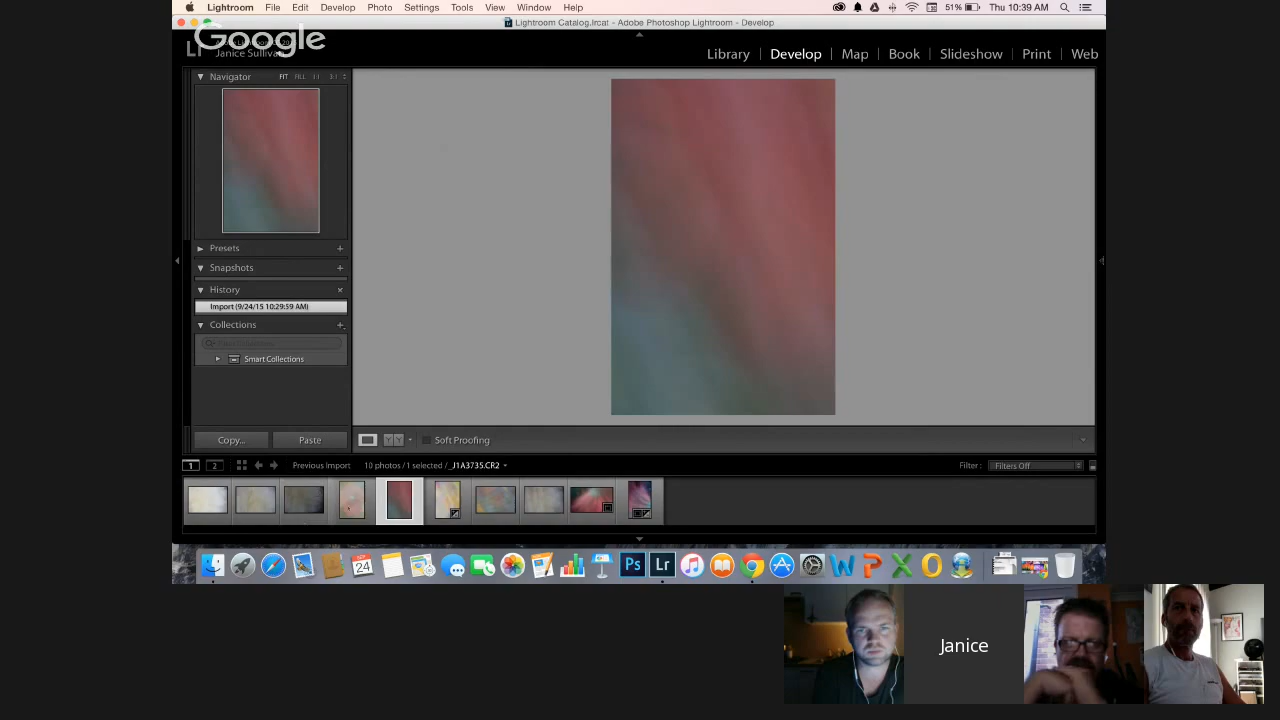 Lightroom File Edit Develop Photo Settings Tools View Window Help 51% Thu 10:39 AM
Lightroom Catalog.lrcat - Adobe Photoshop Lightroom - Develop
Google
Janice Sullivan
Library | Develop | Map | Book | Slideshow | Print | Web
Navigator FIT FILL 1:1 3:1
Presets
Snapshots
History
Import (9/24/15 10:29:59 AM)
Collections
Smart Collections
Copy... Paste Soft Proofing
1 2 Previous Import 10 photos / 1 selected / _J1A3735.CR2 Filter : Filters Off
SEP
24
Ps Lr
Janice